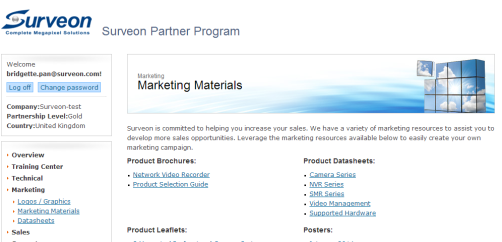 Surveon
Complete Megapixel Solutions
Surveon Partner Program
Welcome
bridgette.pan@surveon.com!
Log off
Change password
Company:Surveon-test
Partnership Level:Gold
Country:United Kingdom
Overview
Training Center
Technical
Marketing
Logos / Graphics
Marketing Materials
Datasheets
Sales
Marketing
Marketing Materials
Surveon is committed to helping you increase your sales. We have a variety of marketing resources to assist you to
develop more sales opportunities. Leverage the marketing resources available below to easily create your own
marketing campaign.
Product Brochures:
Network Video Recorder
Product Selection Guide
Product Datasheets:
Camera Series
NVR Series
SMR Series
Video Management
Supported Hardware
Product Leaflets:
Posters: